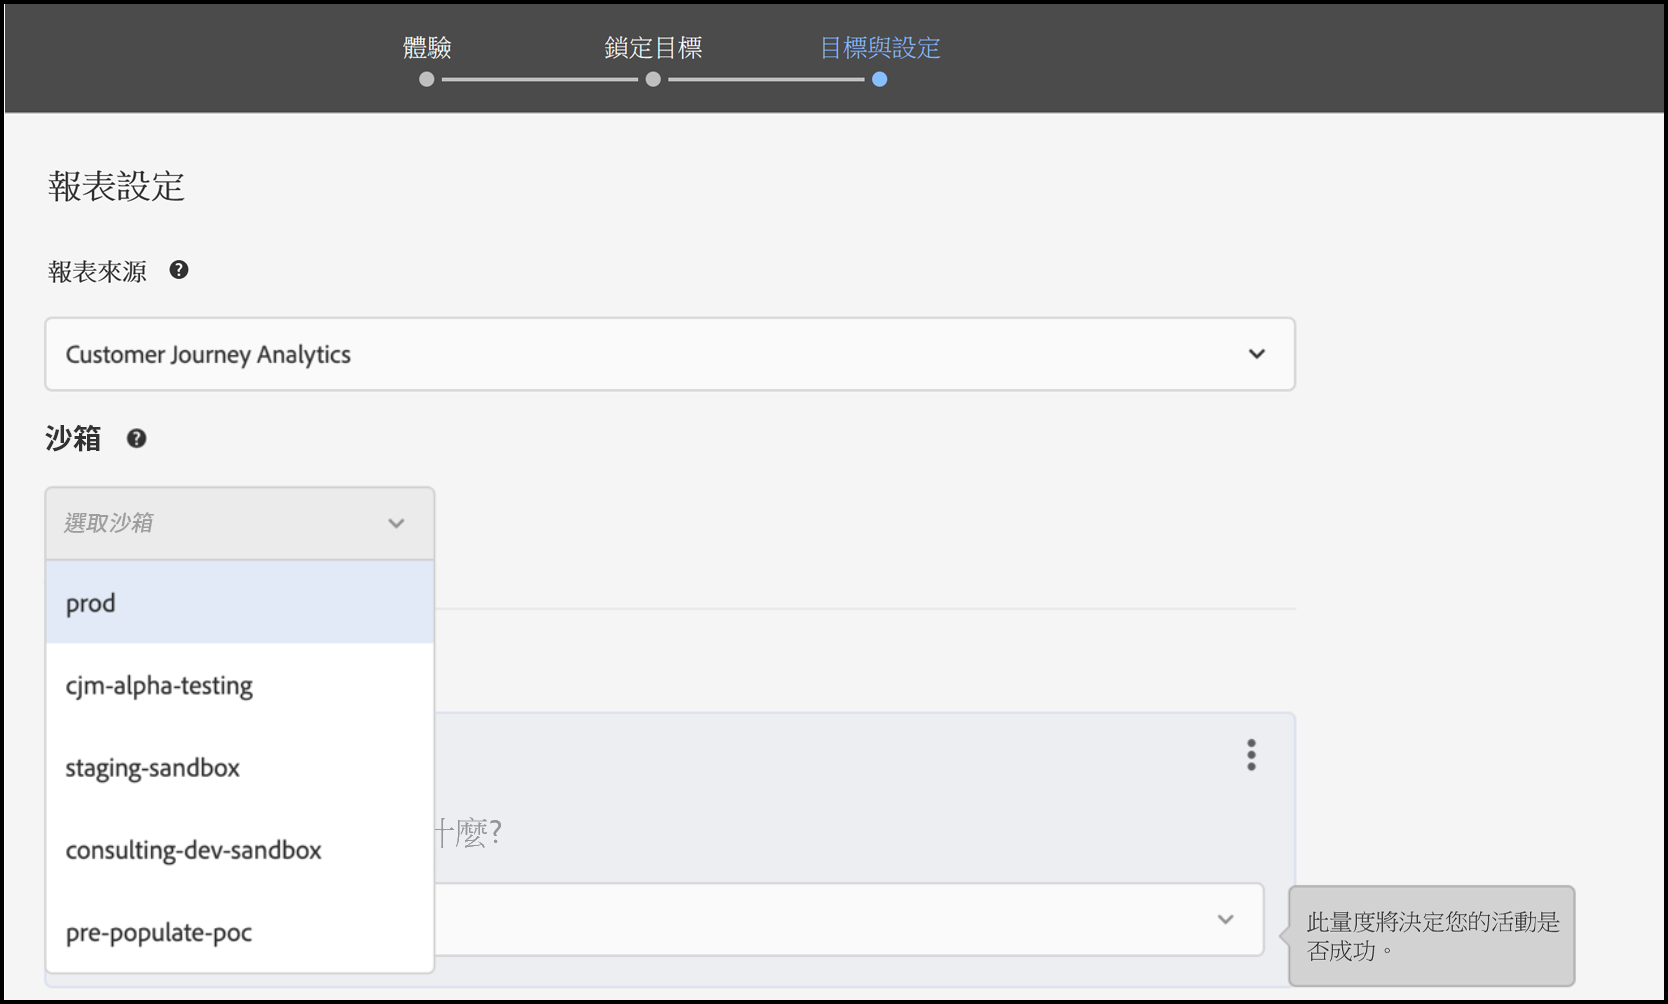 體驗 鎖定目標 目標與設定
報表設定
報表來源
Customer Journey Analytics
沙箱
選取沙箱
prod
cjm-alpha-testing
staging-sandbox
什麼?
consulting-dev-sandbox
pre-populate-poc
此量度將決定您的活動是
否成功。